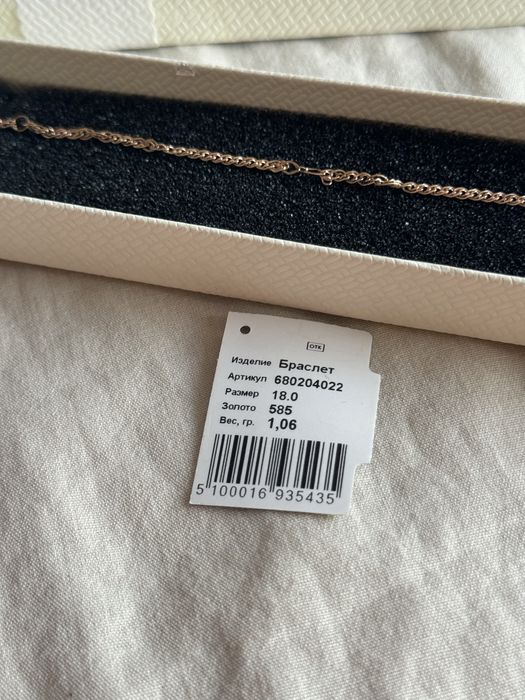 ОТК
Изделие Браслет
Артикул 680204022
Размер 18.0
Золото 585
Вес, гр. 1,06
5 100016 935435